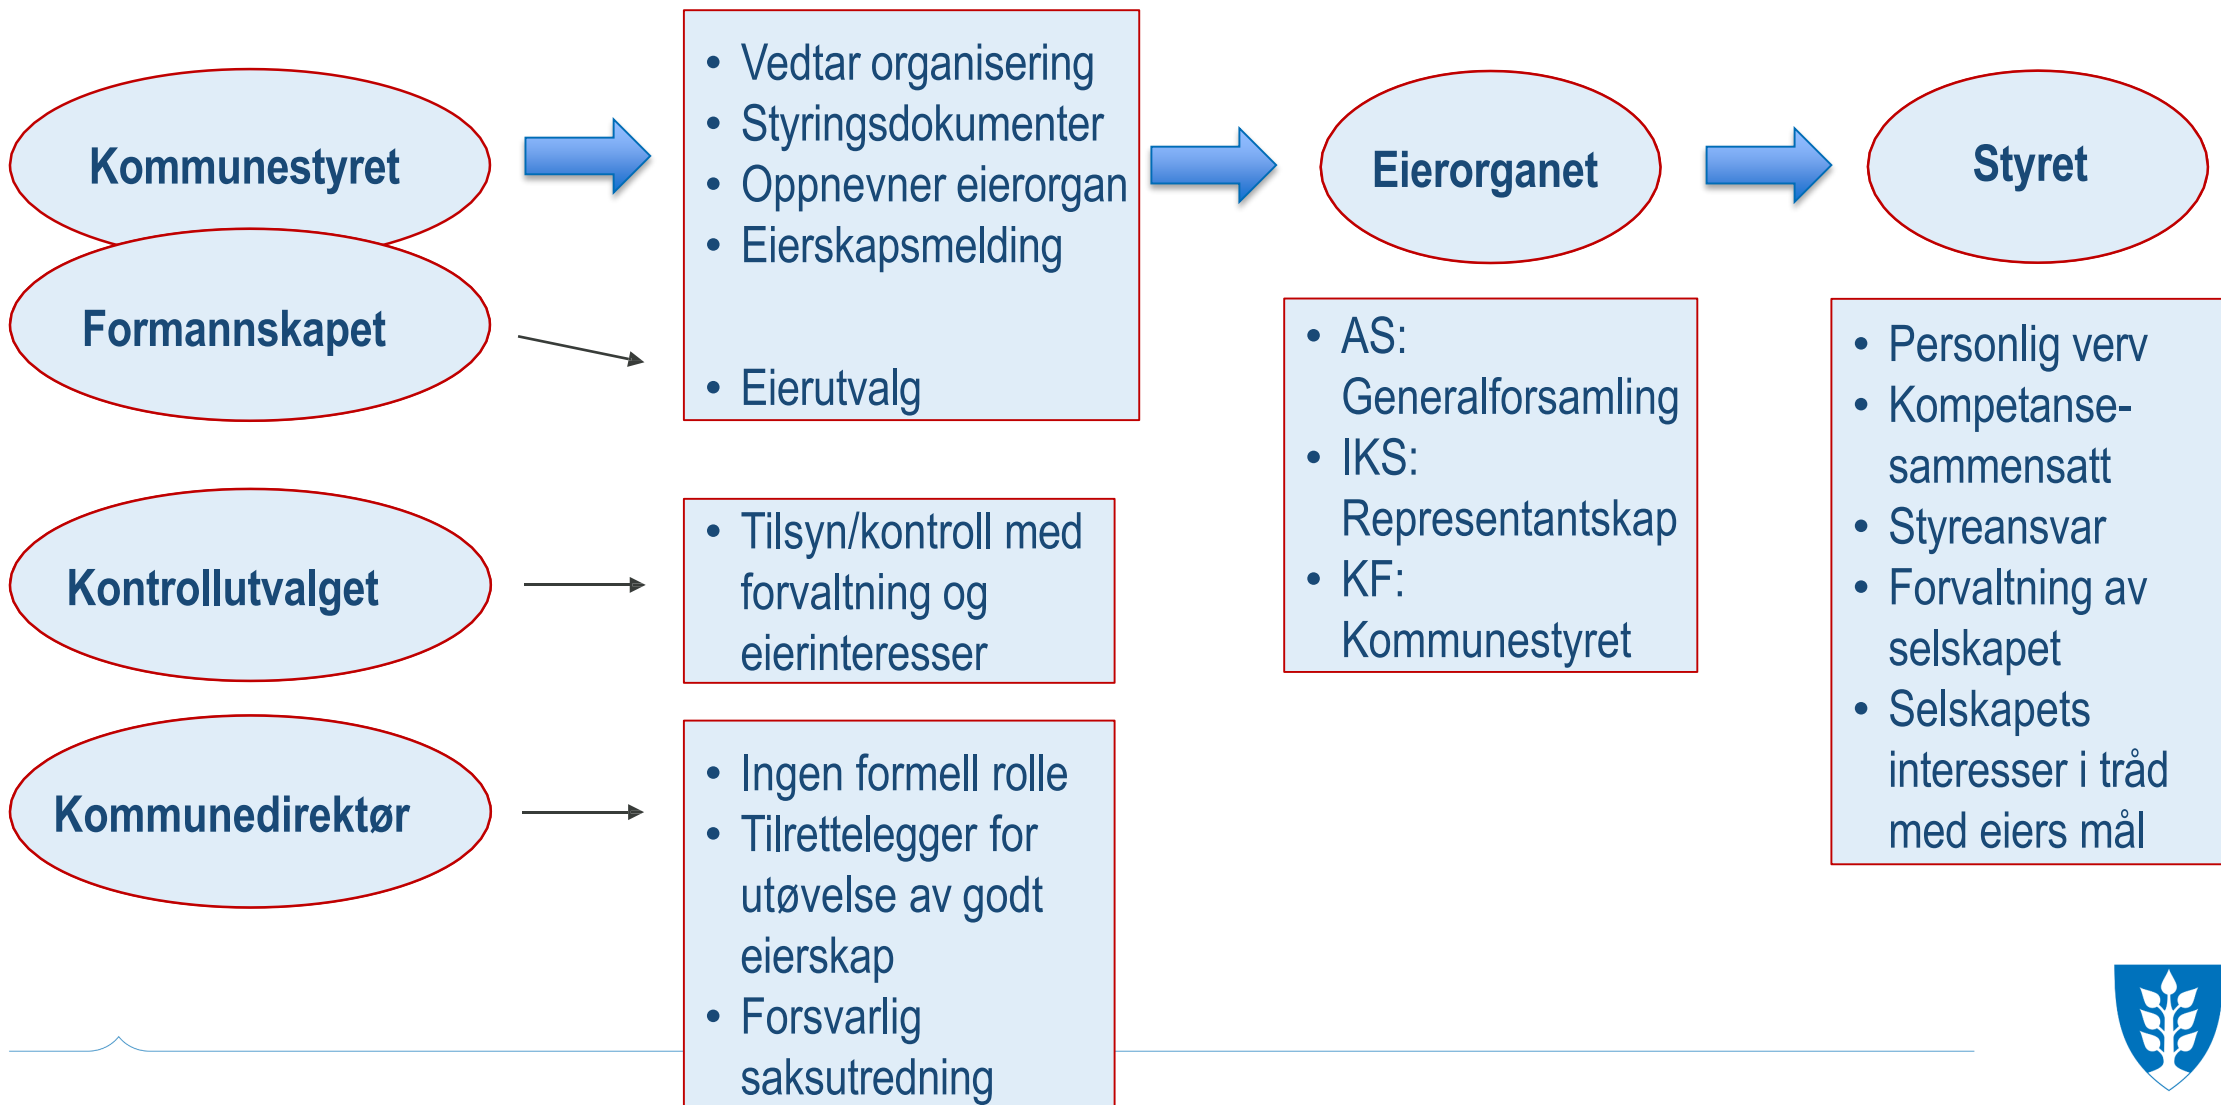 Kommunestyret
Formannskapet
• Vedtar organisering
• Styringsdokumenter
• Oppnevner eierorgan
• Eierskapsmelding
• Eierutvalg
Eierorganet
• AS:
Generalforsamling
• IKS:
Representantskap
• KF:
Kommunestyret
Styret
• Personlig verv
• Kompetanse-
sammensatt
• Styreansvar
• Forvaltning av
selskapet
• Selskapets
interesser i tråd
med eiers mål
Kontrollutvalget
• Tilsyn/kontroll med
forvaltning og
eierinteresser
Kommunedirektør
• Ingen formell rolle
• Tilrettelegger for
utøvelse av godt
eierskap
• Forsvarlig
saksutredning